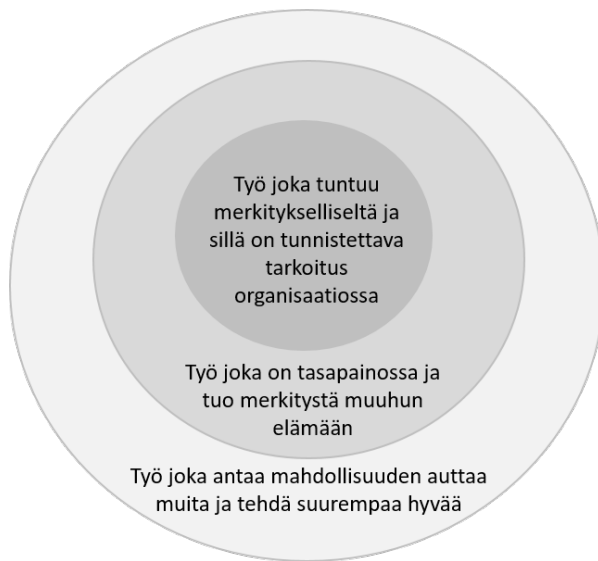 Työ joka tuntuu
merkitykselliseltä ja
sillä on tunnistettava
tarkoitus
organisaatiossa
Työ joka on tasapainossa ja
tuo merkitystä muuhun
elämään
Työ joka antaa mahdollisuuden auttaa
muita ja tehdä suurempaa hyvää